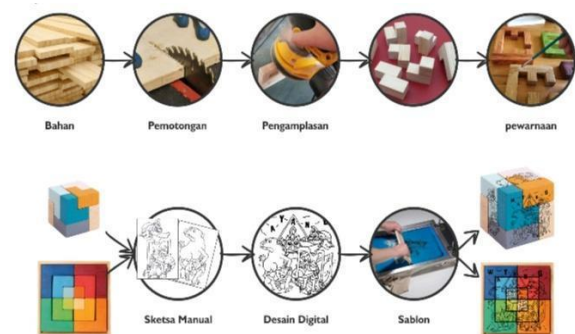 Bahan
Pemotongan
Pengamplasan
pewarnaan
Sketsa Manual
Desain Digital
Sablon